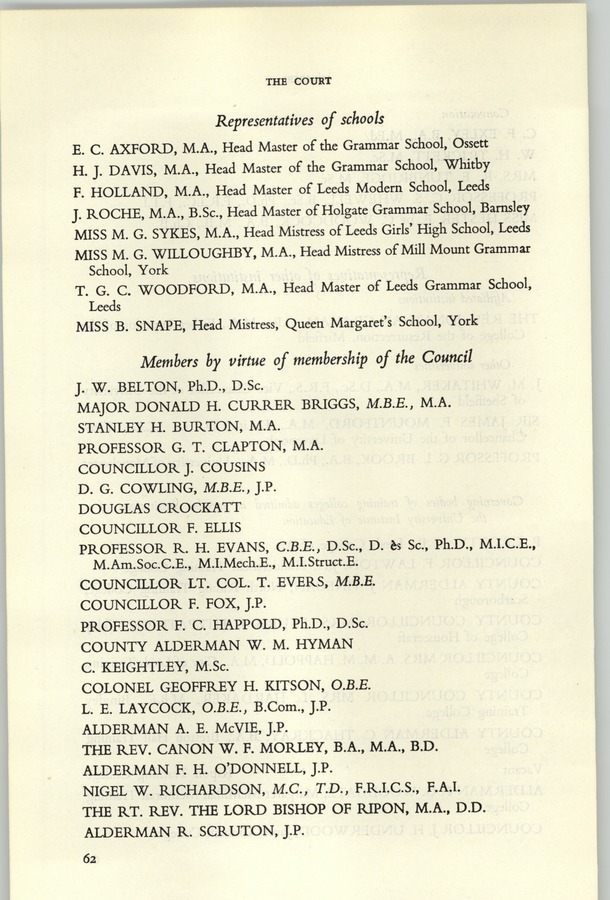 THE COURT
Representatives of schools
E. C. AXFORD, M.A., Head Master of the Grammar School, Ossett
H. J. DAVIS, M.A., Head Master of the Grammar School, Whitby
F. HOLLAND, M.A., Head Master of Leeds Modern School, Leeds
J. ROCHE, M.A., B.Sc., Head Master of Holgate Grammar School, Barnsley
MISS M. G. SYKES, M.A., Head Mistress of Leeds Girls' High School, Leeds
MISS M. G. WILLOUGHBY, M.A., Head Mistress of Mill Mount Grammar
School, York
T. G. C. WOODFORD, M.A., Head Master of Leeds Grammar School,
Leeds
MISS B. SNAPE, Head Mistress, Queen Margaret's School, York
Members by virtue of membership of the Council
J. W. BELTON, Ph.D., D.Sc.
MAJOR DONALD H. CURRER BRIGGS, M.B.E., M.A.
STANLEY H. BURTON, M.A.
PROFESSOR G. T. CLAPTON, M.A.
COUNCILLOR J. COUSINS
D. G. COWLING, M.B.E., J.P.
DOUGLAS CROCKATT
COUNCILLOR F. ELLIS
PROFESSOR R. H. EVANS, C.B.E., D.Sc., D. ès Sc., Ph.D., M.I.C.E.,
M.Am.Soc.C.E., M.I.Mech.E., M.I.Struct.E.
COUNCILLOR LT. COL. T. EVERS, M.B.E.
COUNCILLOR F. FOX, J.P.
PROFESSOR F. C. HAPPOLD, Ph.D., D.Sc.
COUNTY ALDERMAN W. M. HYMAN
C. KEIGHTLEY, M.Sc.
COLONEL GEOFFREY H. KITSON, O.B.E.
L. E. LAYCOCK, O.B.E., B.Com., J.P.
ALDERMAN A. E. McVIE, J.P.
THE REV. CANON W. F. MORLEY, B.A., M.A., B.D.
ALDERMAN F. H. O'DONNELL, J.P.
NIGEL W. RICHARDSON, M.C., T.D., F.R.I.C.S., F.A.I.
THE RT. REV. THE LORD BISHOP OF RIPON, M.A., D.D.
ALDERMAN R. SCRUTON, J.P.
62